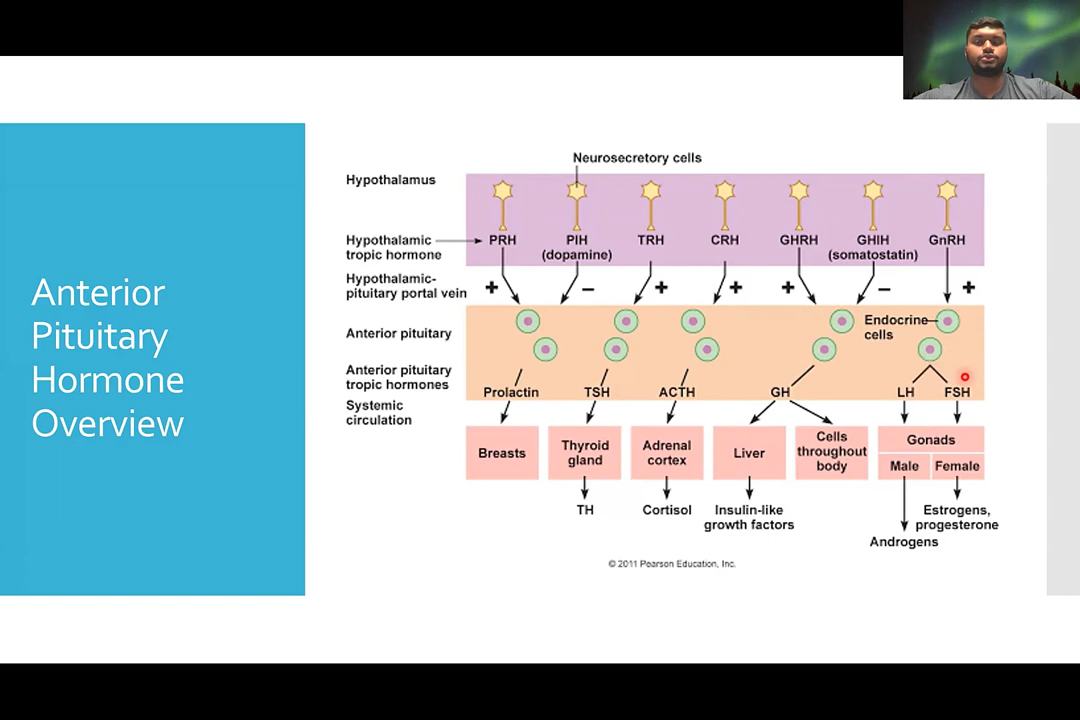 Anterior
Pituitary
Hormone
Overview
Neurosecretory cells
Hypothalamus
Hypothalamic
tropic hormone
PRH
PIH
(dopamine)
TRH
CRH
GHRH
GHIH
(somatostatin)
GnRH
Hypothalamic-
pituitary portal vein
+
–
+
+
+
–
+
Anterior pituitary
Endocrine
cells
Anterior pituitary
tropic hormones
Prolactin
TSH
ACTH
GH
LH
FSH
Systemic
circulation
Breasts
Thyroid
gland
Adrenal
cortex
Liver
Cells
throughout
body
Gonads
Male
Female
TH
Cortisol
Insulin-like
growth factors
Estrogens,
progesterone
Androgens
© 2011 Pearson Education, Inc.